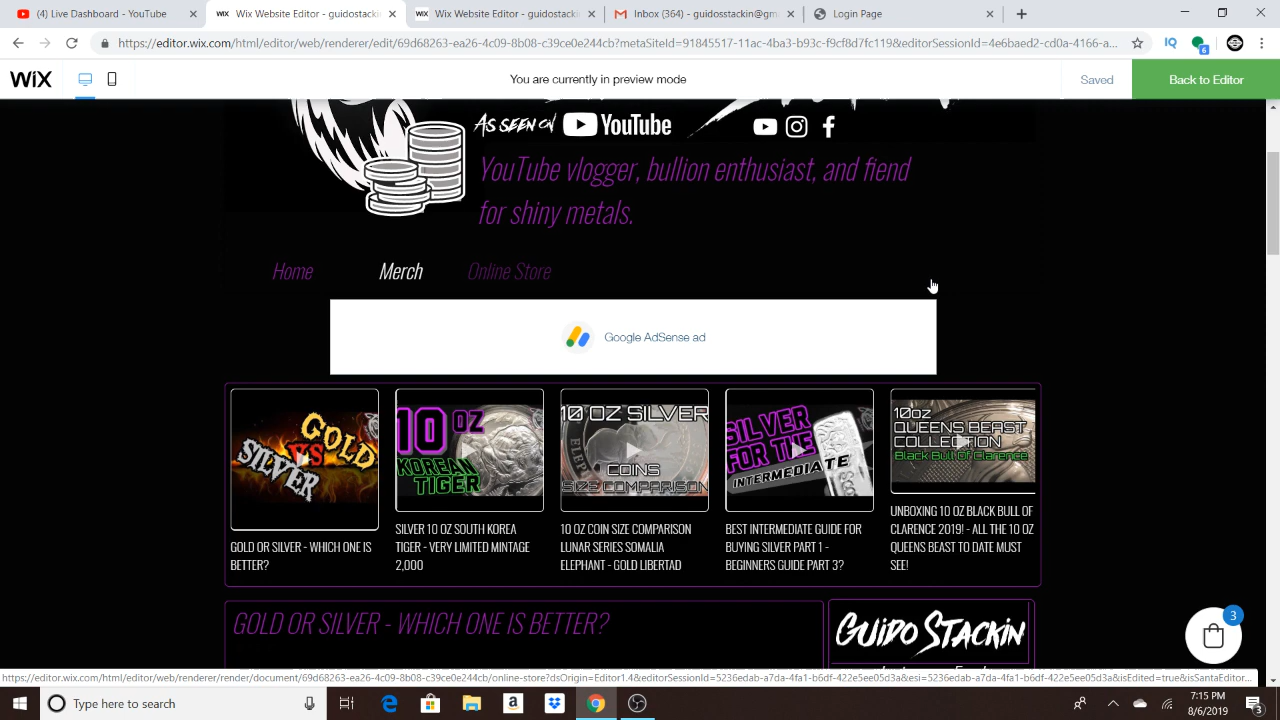 (4) Live Dashboard - YouTube
WiX Wix Website Editor - guidostackin
WiX Wix Website Editor - guidostackin
Inbox (364) - guidosstackin@gm
Login Page
https://editor.wix.com/html/editor/web/renderer/edit/69d68263-ea26-4c09-8b08-c39ce0e244cb?metaSiteId=91845517-11ac-4ba3-b93c-f9cf8d7fc119&editorSessionId=4e6baed2-cd0a-4166-a...
IQ
6
WiX
You are currently in preview mode
Saved
Back to Editor
AS SEEN ON YouTube
YouTube vlogger, bullion enthusiast, and fiend
for shiny metals.
Home Merch Online Store
Google AdSense ad
GOLD
VS
SILVER
10 OZ
KOREAN
TIGER
10 OZ SILVER
ELEPH
COINS
SIZE COMPARISON
SILVER
FOR THE
INTERMEDIATE
10oz
QUEENS BEAST
COLLECTION
Black Bull Of Clarence
GOLD OR SILVER - WHICH ONE IS
BETTER?
SILVER 10 OZ SOUTH KOREA
TIGER - VERY LIMITED MINTAGE
2,000
10 OZ COIN SIZE COMPARISON
LUNAR SERIES SOMALIA
ELEPHANT - GOLD LIBERTAD
BEST INTERMEDIATE GUIDE FOR
BUYING SILVER PART 1 -
BEGINNERS GUIDE PART 3?
UNBOXING 10 OZ BLACK BULL OF
CLARENCE 2019! - ALL THE 10 OZ
QUEENS BEAST TO DATE MUST
SEE!
GOLD OR SILVER - WHICH ONE IS BETTER?
GUIDO STACKIN
3
https://editor.wix.com/html/editor/web/renderer/render/document/69d68263-ea26-4c09-8b08-c39ce0e244cb/online-store?dsOrigin=Editor1.4&editorSessionId=5236edab-a7da-4fa1-b6df-422e5ee05d3a&esi=5236edab-a7da-4fa1-b6df-422e5ee05d3a&isEdited=true&isSantaEditor...
Type here to search
7:15 PM
8/6/2019
3